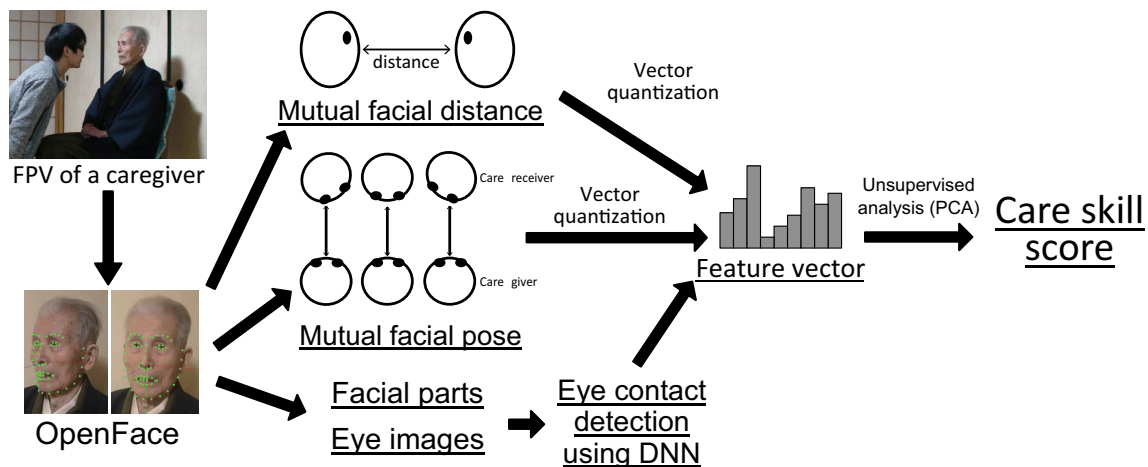 FPV of a caregiver
OpenFace
distance
Mutual facial distance
Care receiver
Care giver
Mutual facial pose
Facial parts
Eye images
Eye contact
detection
using DNN
Vector
quantization
Vector
quantization
Feature vector
Unsupervised
analysis (PCA)
Care skill
score